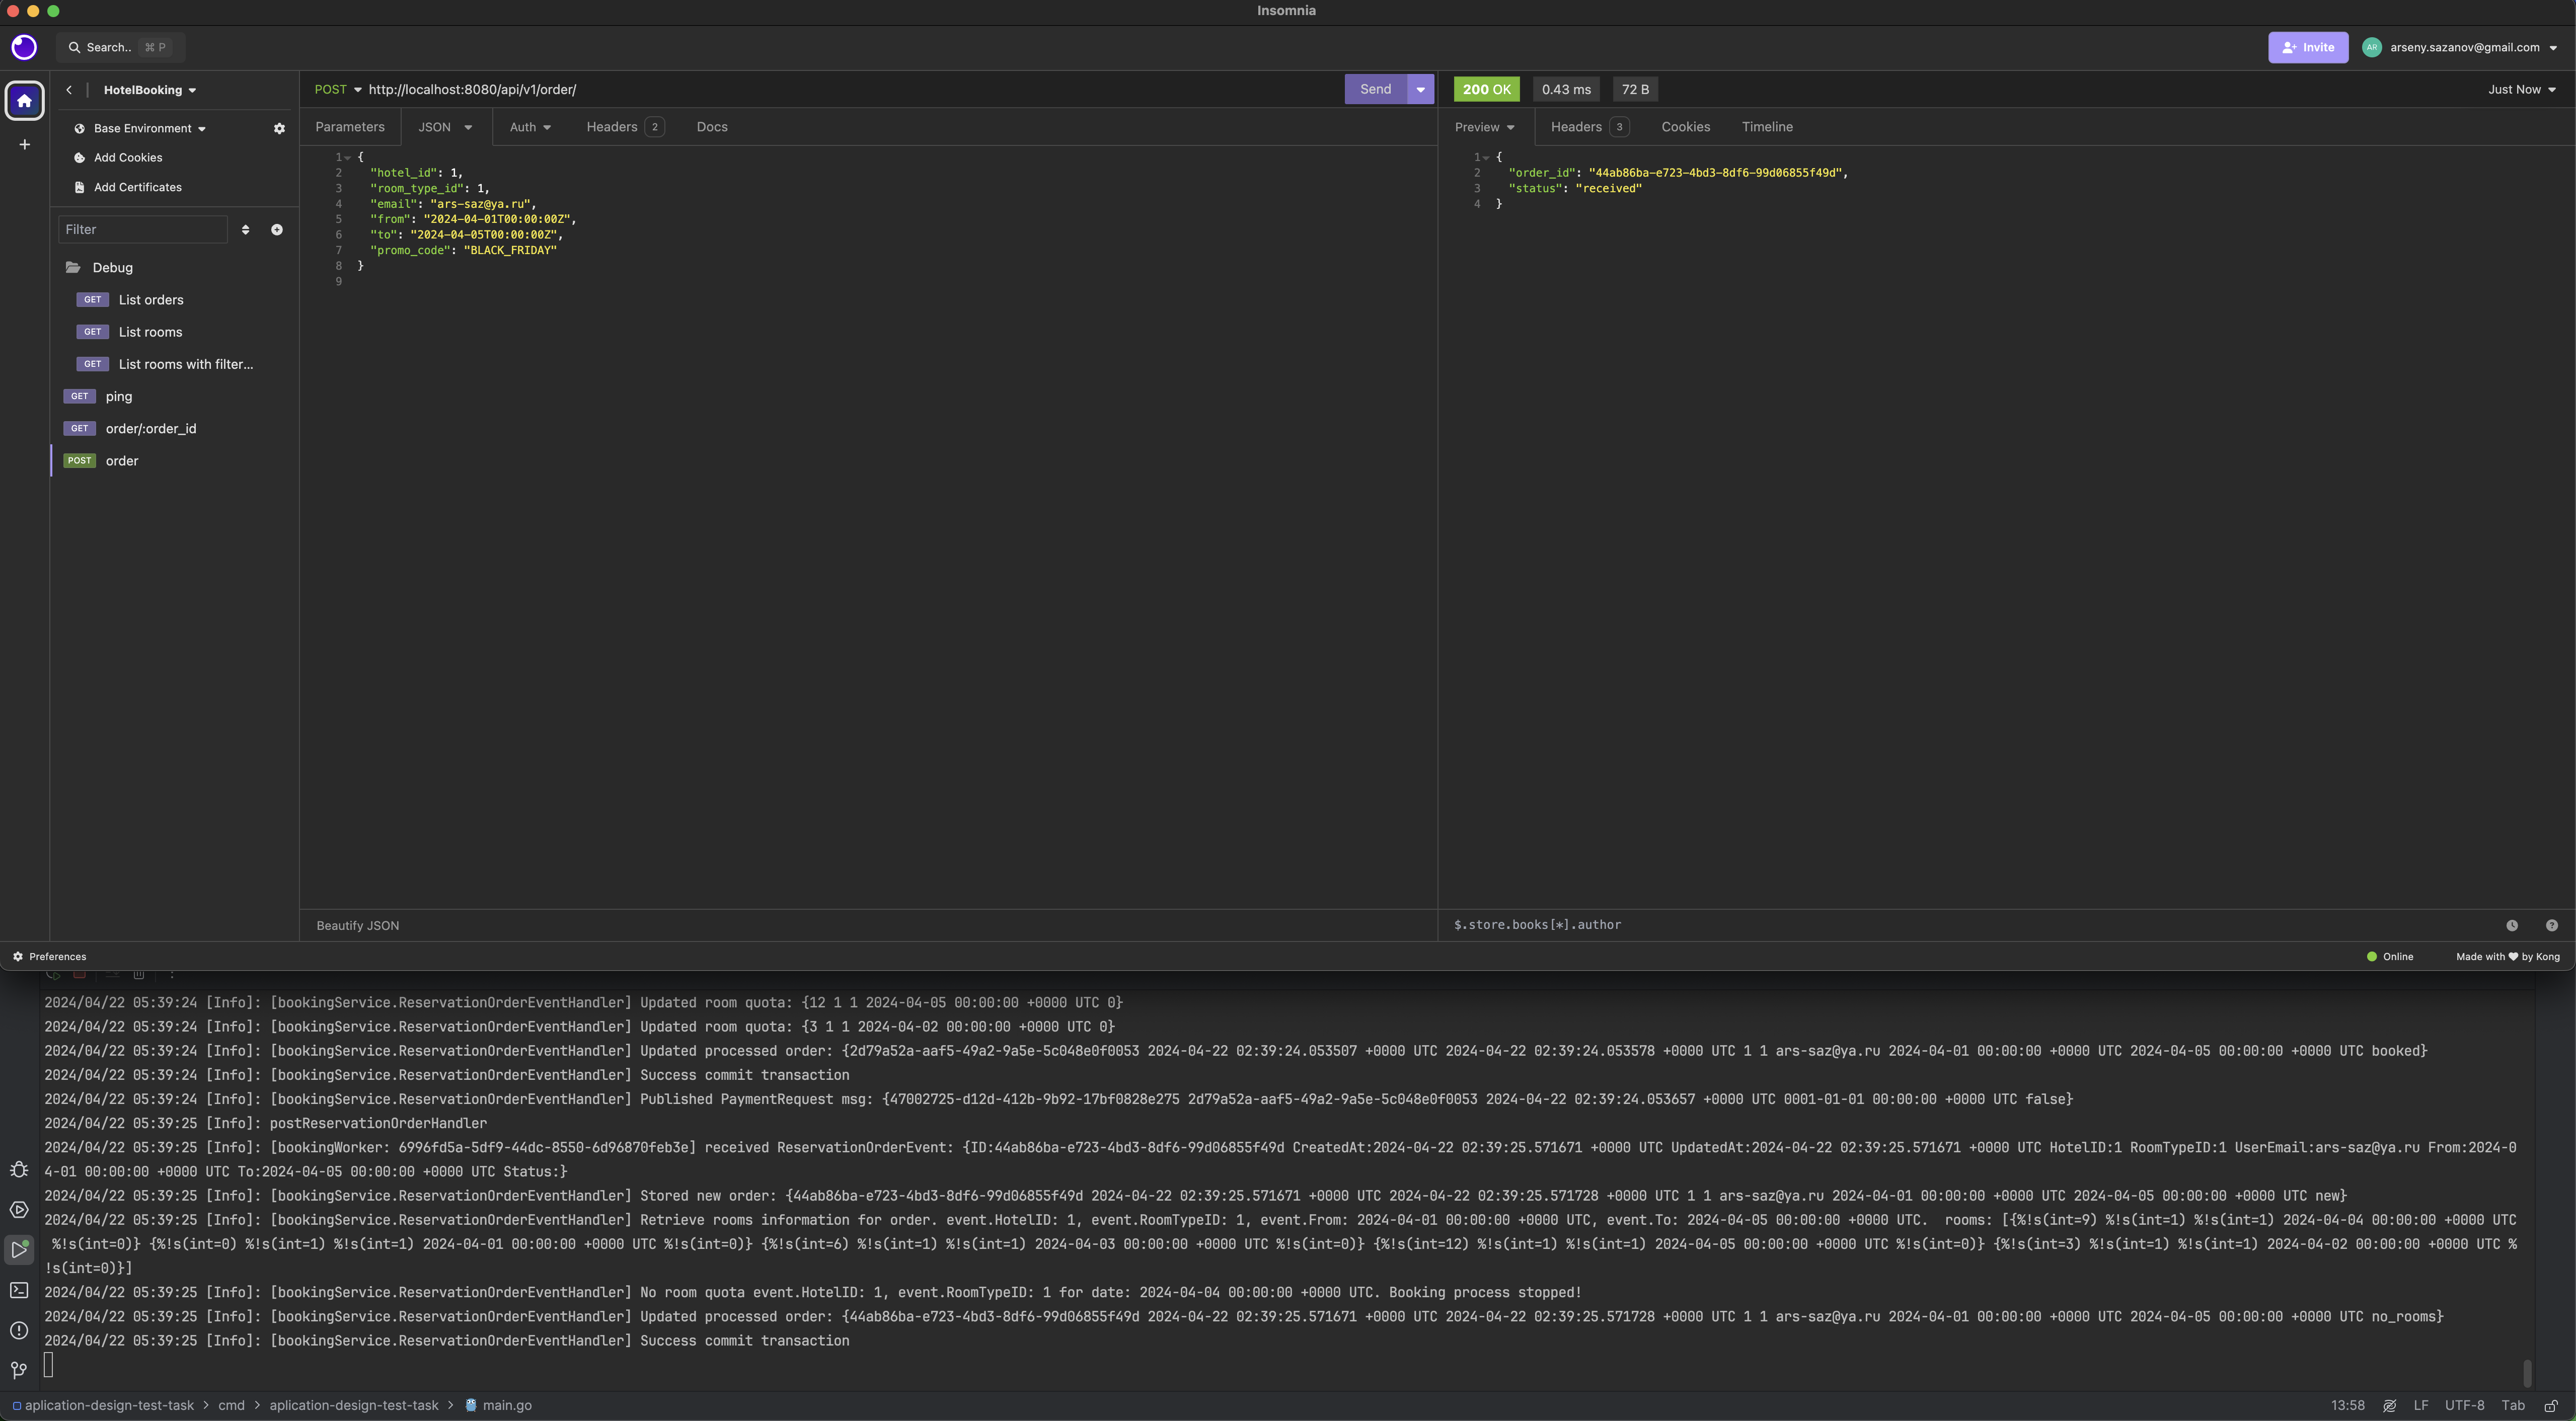 Insomnia
Search.. ⌘ P
Invite
AR arseny.sazanov@gmail.com
HotelBooking
Base Environment
Add Cookies
Add Certificates
Filter
Debug
GET List orders
GET List rooms
GET List rooms with filter...
GET ping
GET order/:order_id
POST order
POST http://localhost:8080/api/v1/order/
Send
Parameters JSON Auth Headers 2 Docs
1 {
2 "hotel_id": 1,
3 "room_type_id": 1,
4 "email": "ars-saz@ya.ru",
5 "from": "2024-04-01T00:00:00Z",
6 "to": "2024-04-05T00:00:00Z",
7 "promo_code": "BLACK_FRIDAY"
8 }
9
Beautify JSON
200 OK 0.43 ms 72 B Just Now
Preview Headers 3 Cookies Timeline
1 {
2 "order_id": "44ab86ba-e723-4bd3-8df6-99d06855f49d",
3 "status": "received"
4 }
$.store.books[*].author
Preferences
Online Made with ♥ by Kong
2024/04/22 05:39:24 [Info]: [bookingService.ReservationOrderEventHandler] Updated room quota: {12 1 1 2024-04-05 00:00:00 +0000 UTC 0}
2024/04/22 05:39:24 [Info]: [bookingService.ReservationOrderEventHandler] Updated room quota: {3 1 1 2024-04-02 00:00:00 +0000 UTC 0}
2024/04/22 05:39:24 [Info]: [bookingService.ReservationOrderEventHandler] Updated processed order: {2d79a52a-aaf5-49a2-9a5e-5c048e0f0053 2024-04-22 02:39:24.053507 +0000 UTC 2024-04-22 02:39:24.053578 +0000 UTC 1 1 ars-saz@ya.ru 2024-04-01 00:00:00 +0000 UTC 2024-04-05 00:00:00 +0000 UTC booked}
2024/04/22 05:39:24 [Info]: [bookingService.ReservationOrderEventHandler] Success commit transaction
2024/04/22 05:39:24 [Info]: [bookingService.ReservationOrderEventHandler] Published PaymentRequest msg: {47002725-d12d-412b-9b92-17bf0828e275 2d79a52a-aaf5-49a2-9a5e-5c048e0f0053 2024-04-22 02:39:24.053657 +0000 UTC 0001-01-01 00:00:00 +0000 UTC false}
2024/04/22 05:39:25 [Info]: postReservationOrderHandler
2024/04/22 05:39:25 [Info]: [bookingWorker: 6996fd5a-5df9-44dc-8550-6d96870feb3e] received ReservationOrderEvent: {ID:44ab86ba-e723-4bd3-8df6-99d06855f49d CreatedAt:2024-04-22 02:39:25.571671 +0000 UTC UpdatedAt:2024-04-22 02:39:25.571671 +0000 UTC HotelID:1 RoomTypeID:1 UserEmail:ars-saz@ya.ru From:2024-0
4-01 00:00:00 +0000 UTC To:2024-04-05 00:00:00 +0000 UTC Status:}
2024/04/22 05:39:25 [Info]: [bookingService.ReservationOrderEventHandler] Stored new order: {44ab86ba-e723-4bd3-8df6-99d06855f49d 2024-04-22 02:39:25.571671 +0000 UTC 2024-04-22 02:39:25.571728 +0000 UTC 1 1 ars-saz@ya.ru 2024-04-01 00:00:00 +0000 UTC 2024-04-05 00:00:00 +0000 UTC new}
2024/04/22 05:39:25 [Info]: [bookingService.ReservationOrderEventHandler] Retrieve rooms information for order. event.HotelID: 1, event.RoomTypeID: 1, event.From: 2024-04-01 00:00:00 +0000 UTC, event.To: 2024-04-05 00:00:00 +0000 UTC.  rooms: [{%!s(int=9) %!s(int=1) %!s(int=1) 2024-04-04 00:00:00 +0000 UTC
%!s(int=0)} {%!s(int=0) %!s(int=1) %!s(int=1) 2024-04-01 00:00:00 +0000 UTC %!s(int=0)} {%!s(int=6) %!s(int=1) %!s(int=1) 2024-04-03 00:00:00 +0000 UTC %!s(int=0)} {%!s(int=12) %!s(int=1) %!s(int=1) 2024-04-05 00:00:00 +0000 UTC %!s(int=0)} {%!s(int=3) %!s(int=1) %!s(int=1) 2024-04-02 00:00:00 +0000 UTC %
!s(int=0)}]
2024/04/22 05:39:25 [Info]: [bookingService.ReservationOrderEventHandler] No room quota event.HotelID: 1, event.RoomTypeID: 1 for date: 2024-04-04 00:00:00 +0000 UTC. Booking process stopped!
2024/04/22 05:39:25 [Info]: [bookingService.ReservationOrderEventHandler] Updated processed order: {44ab86ba-e723-4bd3-8df6-99d06855f49d 2024-04-22 02:39:25.571671 +0000 UTC 2024-04-22 02:39:25.571728 +0000 UTC 1 1 ars-saz@ya.ru 2024-04-01 00:00:00 +0000 UTC 2024-04-05 00:00:00 +0000 UTC no_rooms}
2024/04/22 05:39:25 [Info]: [bookingService.ReservationOrderEventHandler] Success commit transaction
aplication-design-test-task > cmd > aplication-design-test-task > main.go
13:58 LF UTF-8 Tab